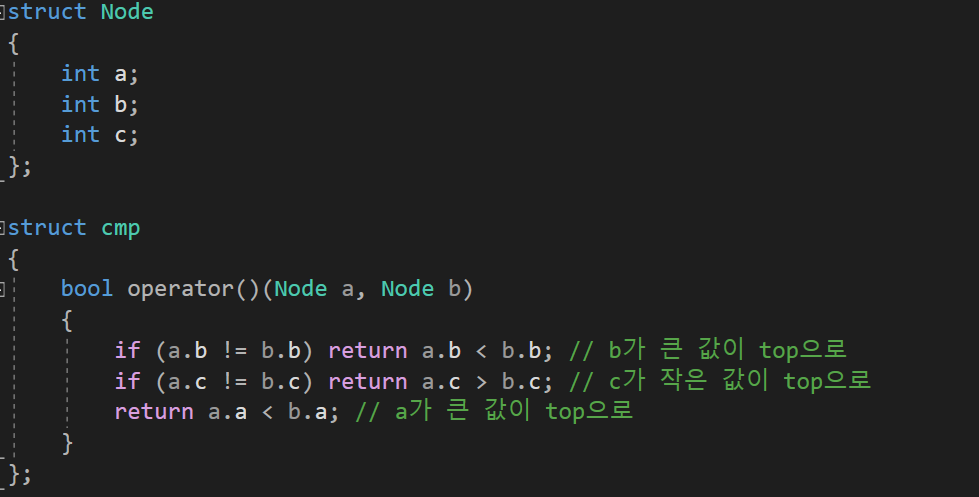 struct Node
{
    int a;
    int b;
    int c;
};
struct cmp
{
    bool operator()(Node a, Node b)
    {
        if (a.b != b.b) return a.b < b.b; // b가 큰 값이 top으로
        if (a.c != b.c) return a.c > b.c; // c가 작은 값이 top으로
        return a.a < b.a; // a가 큰 값이 top으로
    }
};